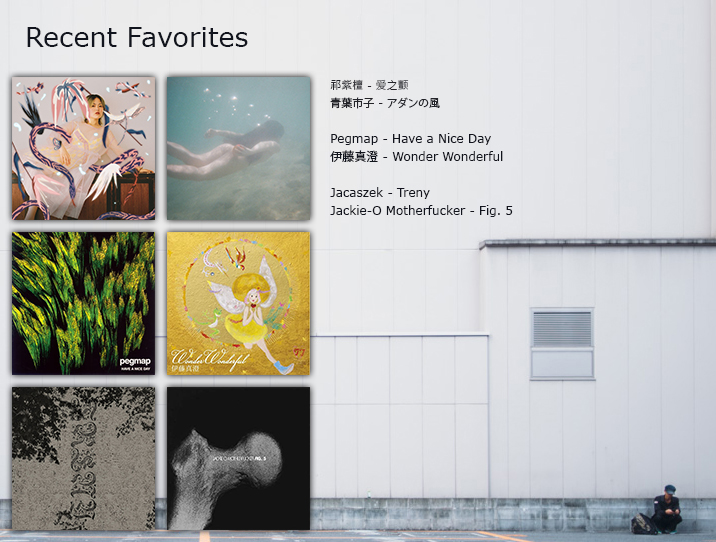 Recent Favorites
祁紫檀 - 爱之颤
青葉市子 - アダンの風
Pegmap - Have a Nice Day
伊藤真澄 - Wonder Wonderful
Jacaszek - Treny
Jackie-O Motherfucker - Fig. 5
pegmap
HAVE A NICE DAY
Wonder Wonderful
伊藤真澄
JACKIE-O MOTHERFUCKER FIG. 5